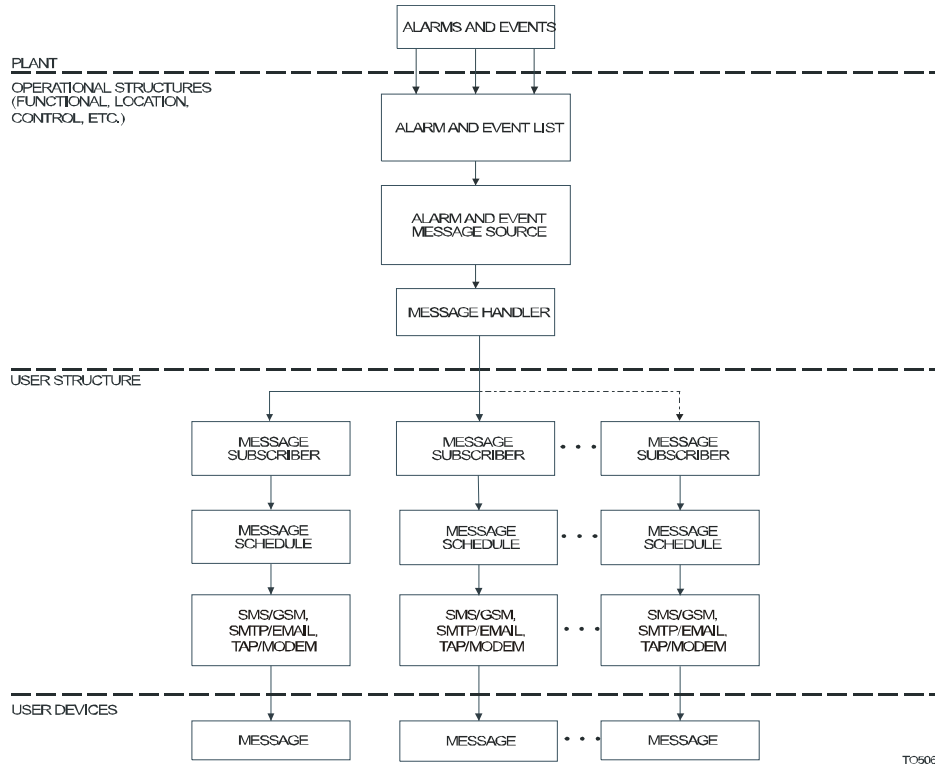 ALARMS AND EVENTS
PLANT
OPERATIONAL STRUCTURES
(FUNCTIONAL, LOCATION,
CONTROL, ETC.)
ALARM AND EVENT LIST
ALARM AND EVENT
MESSAGE SOURCE
MESSAGE HANDLER
USER STRUCTURE
MESSAGE
SUBSCRIBER
MESSAGE
SUBSCRIBER
MESSAGE
SUBSCRIBER
MESSAGE
SCHEDULE
MESSAGE
SCHEDULE
MESSAGE
SCHEDULE
SMS/GSM,
SMTP/EMAIL,
TAP/MODEM
SMS/GSM,
SMTP/EMAIL,
TAP/MODEM
SMS/GSM,
SMTP/EMAIL,
TAP/MODEM
USER DEVICES
MESSAGE
MESSAGE
MESSAGE